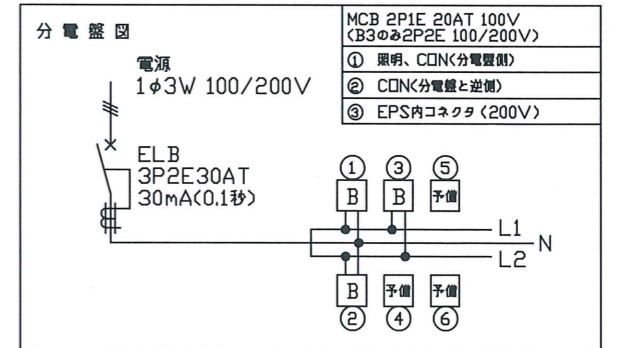 分電盤図
MCB 2P1E 20AT 100V
(B3のみ2P2E 100/200V)
① 照明、CON(分電盤側)
② CON(分電盤と逆側)
③ EPS内コネクタ(200V)
電源
1φ3W 100/200V
ELB
3P2E30AT
30mA(0.1秒)
① ③ ⑤
B B 予備
L1
N
L2
B 予備 予備
② ④ ⑥